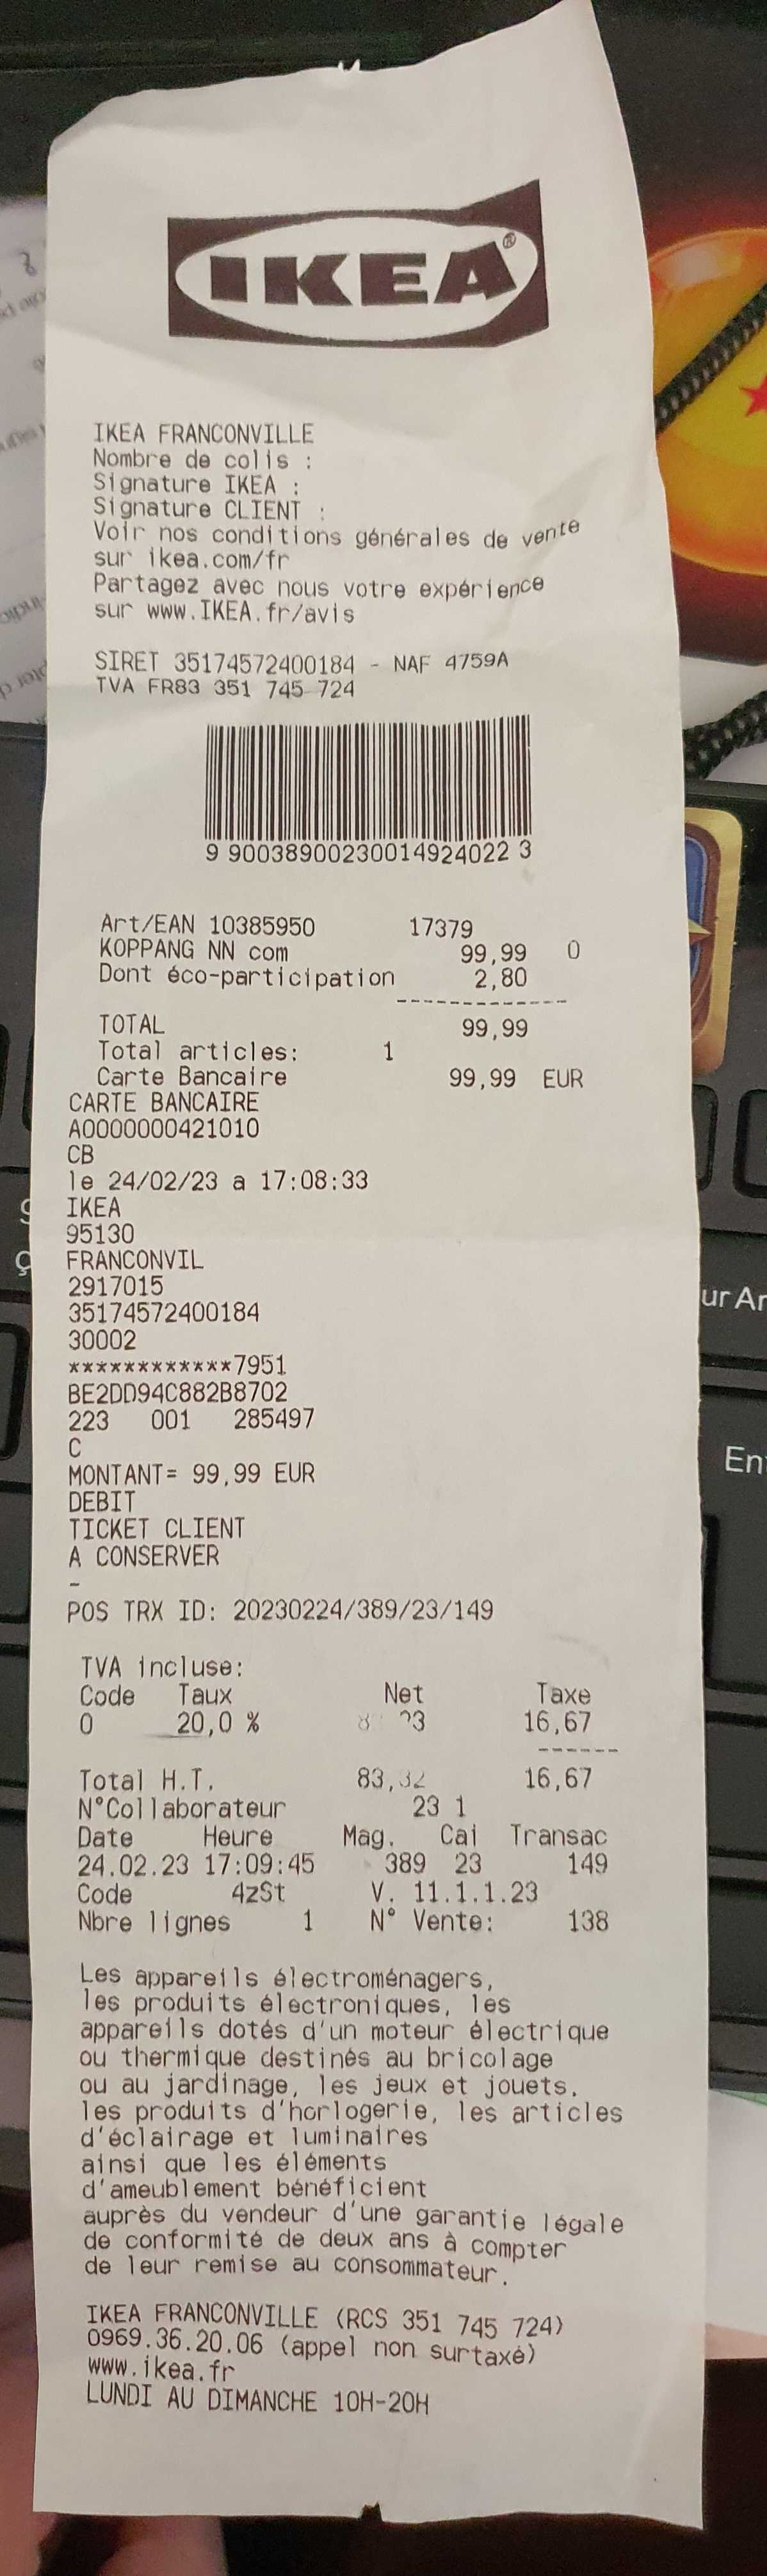 IKEA®
IKEA FRANCONVILLE
Nombre de colis :
Signature IKEA :
Signature CLIENT :
Voir nos conditions générales de vente
sur ikea.com/fr
Partagez avec nous votre expérience
sur www.IKEA.fr/avis
SIRET 35174572400184 - NAF 4759A
TVA FR83 351 745 724
9 90038900230014924022 3
Art/EAN 10385950 17379
KOPPANG NN com 99,99 0
Dont éco-participation 2,80
-------------
TOTAL 99,99
Total articles: 1
Carte Bancaire 99,99 EUR
CARTE BANCAIRE
A0000000421010
CB
le 24/02/23 a 17:08:33
IKEA
95130
FRANCONVIL
2917015
35174572400184
30002
************7951
BE2DD94C882B8702
223 001 285497
C
MONTANT= 99,99 EUR
DEBIT
TICKET CLIENT
A CONSERVER
-
POS TRX ID: 20230224/389/23/149
TVA incluse:
Code Taux Net Taxe
0 20,0 % 16,67
------
Total H.T. 83,32 16,67
N°Collaborateur 23 1
Date Heure Mag. Cai Transac
24.02.23 17:09:45 389 23 149
Code 4zSt V. 11.1.1.23
Nbre lignes 1 N° Vente: 138
Les appareils électroménagers,
les produits électroniques, les
appareils dotés d'un moteur électrique
ou thermique destinés au bricolage
ou au jardinage, les jeux et jouets,
les produits d'horlogerie, les articles
d'éclairage et luminaires
ainsi que les éléments
d'ameublement bénéficient
auprès du vendeur d'une garantie légale
de conformité de deux ans à compter
de leur remise au consommateur.
IKEA FRANCONVILLE (RCS 351 745 724)
0969.36.20.06 (appel non surtaxé)
www.ikea.fr
LUNDI AU DIMANCHE 10H-20H